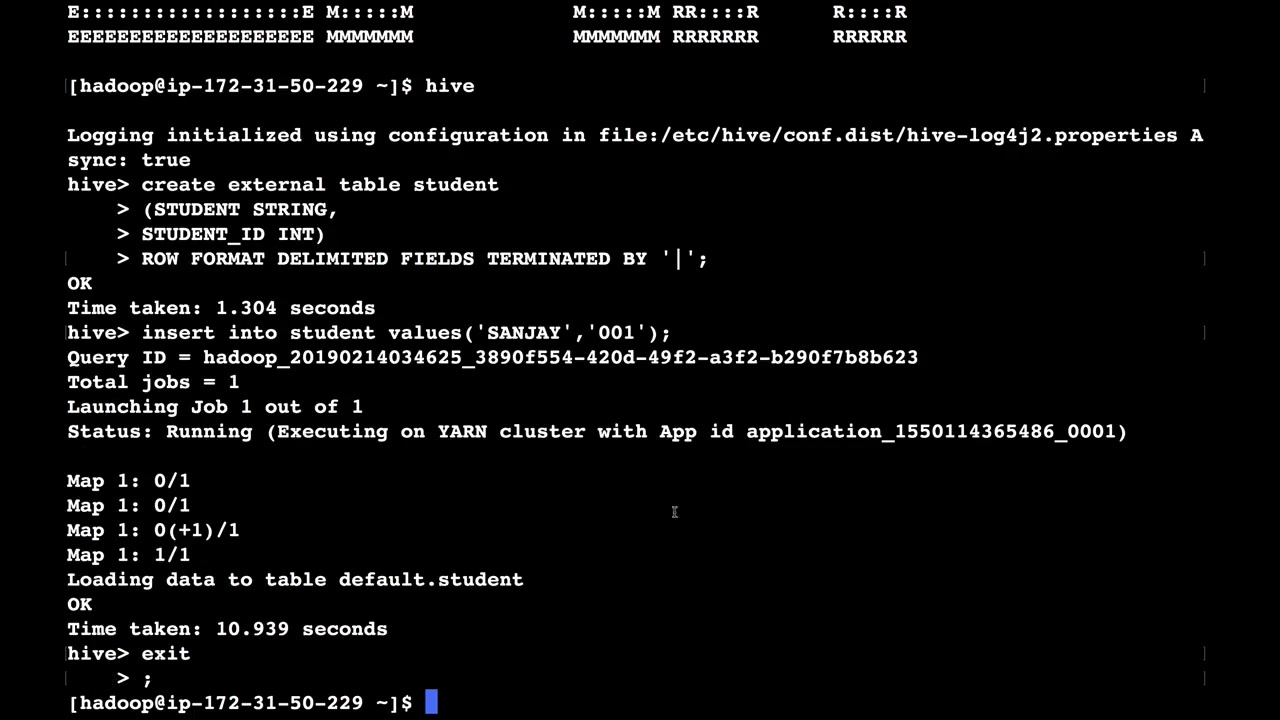 E::::::::::::::::::E M:::::M             M:::::M RR::::R      R::::R
EEEEEEEEEEEEEEEEEEEE MMMMMMM             MMMMMMM RRRRRRR      RRRRRR
[hadoop@ip-172-31-50-229 ~]$ hive
Logging initialized using configuration in file:/etc/hive/conf.dist/hive-log4j2.properties A
sync: true
hive> create external table student
    > (STUDENT STRING,
    > STUDENT_ID INT)
    > ROW FORMAT DELIMITED FIELDS TERMINATED BY '|';
OK
Time taken: 1.304 seconds
hive> insert into student values('SANJAY','001');
Query ID = hadoop_20190214034625_3890f554-420d-49f2-a3f2-b290f7b8b623
Total jobs = 1
Launching Job 1 out of 1
Status: Running (Executing on YARN cluster with App id application_1550114365486_0001)
Map 1: 0/1
Map 1: 0/1
Map 1: 0(+1)/1
Map 1: 1/1
Loading data to table default.student
OK
Time taken: 10.939 seconds
hive> exit
    > ;
[hadoop@ip-172-31-50-229 ~]$